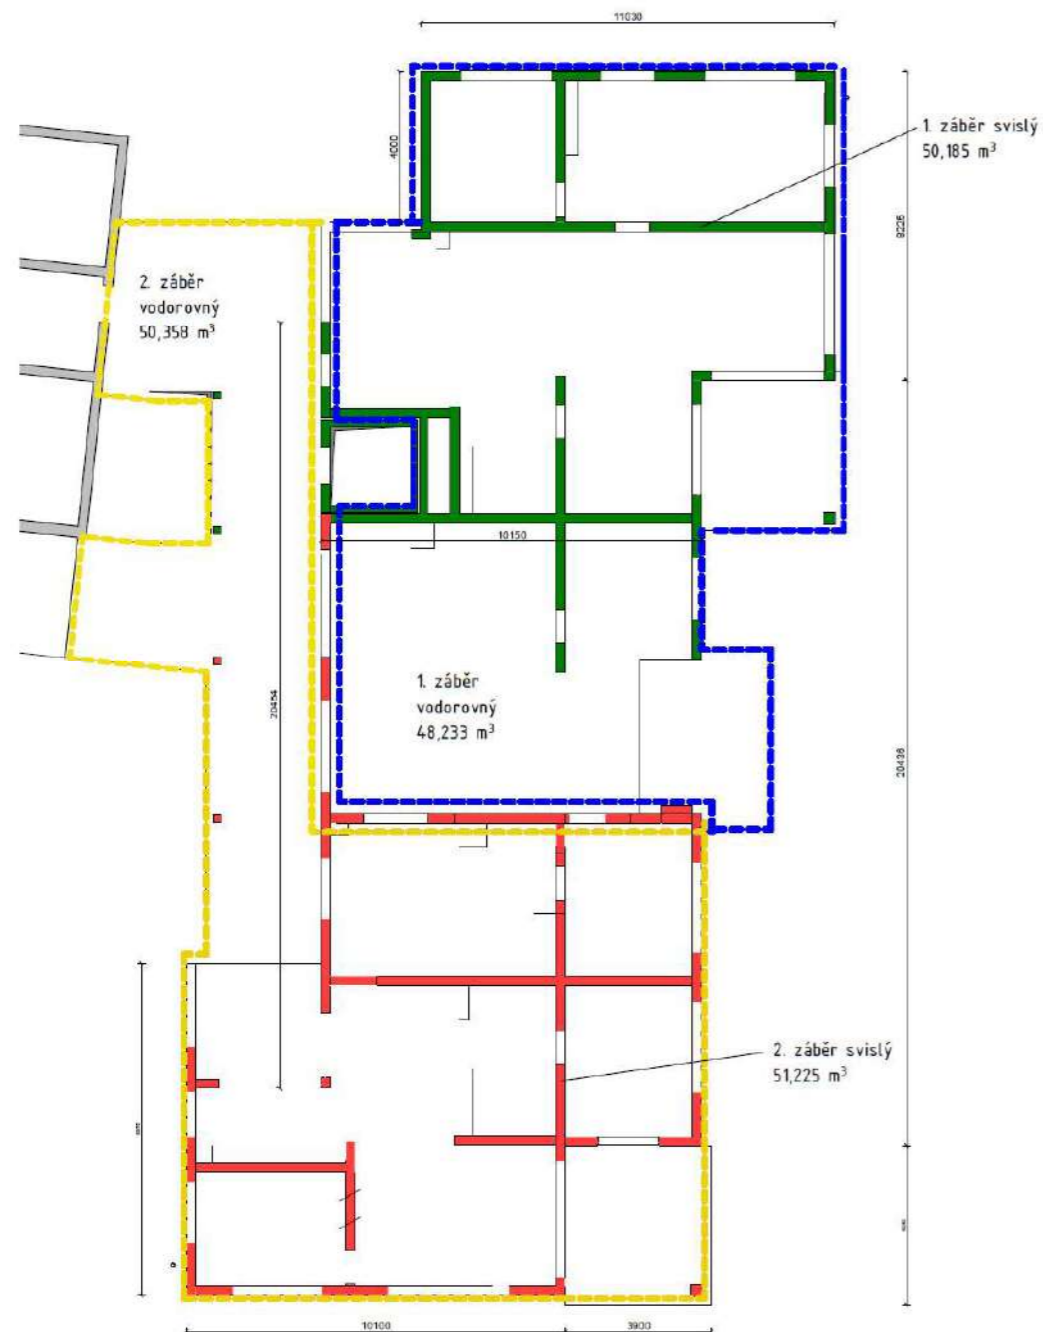 11030
1. záběr svislý
50,185 m³
4000
9226
2. záběr
vodorovný
50,358 m³
10150
1. záběr
vodorovný
48,233 m³
20454
20436
2. záběr svislý
51,225 m³
10100
3900